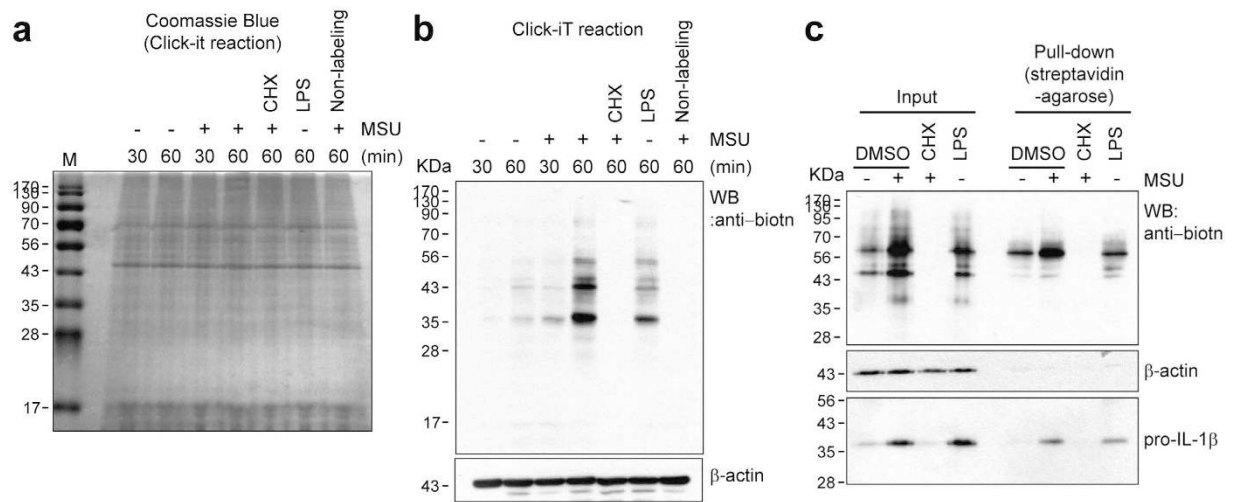 a
Coomassie Blue
(Click-it reaction)
CHX
LPS
Non-labeling
- - + + + - + MSU
M 30 60 30 60 60 60 60 (min)
170
130
90
70
56
43
35
28
17
b
Click-iT reaction
CHX
LPS
Non-labeling
- - + + + - + MSU
KDa 30 60 30 60 60 60 60 (min)
170
130
90
70
56
43
35
28
17
WB
:anti–biotn
43
β-actin
c
Input
Pull-down
(streptavidin
-agarose)
DMSO CHX LPS DMSO CHX LPS
KDa - + + - - + + - MSU
170
130
95
70
56
43
28
WB:
anti–biotn
43
β-actin
56
43
35
28
pro-IL-1β